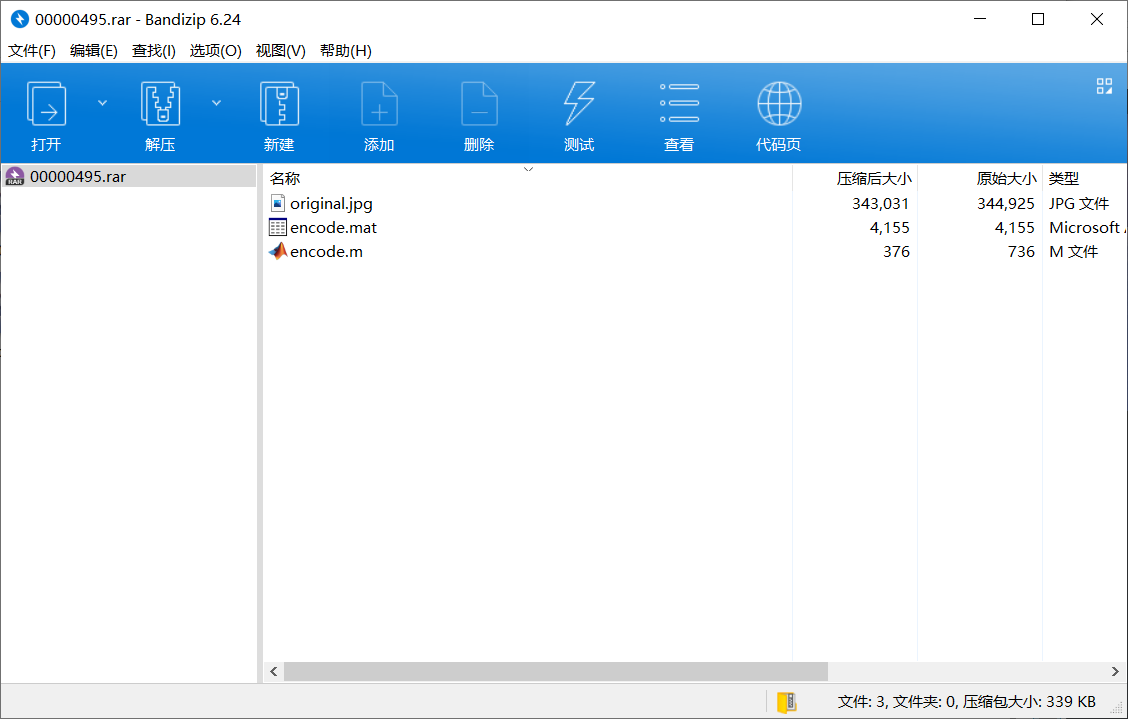 00000495.rar - Bandizip 6.24
文件(F) 编辑(E) 查找(I) 选项(O) 视图(V) 帮助(H)
打开 解压 新建 添加 删除 测试 查看 代码页
RAR 00000495.rar
名称 压缩后大小 原始大小 类型
original.jpg 343,031 344,925 JPG 文件
encode.mat 4,155 4,155 Microsoft
encode.m 376 736 M 文件
文件: 3, 文件夹: 0, 压缩包大小: 339 KB